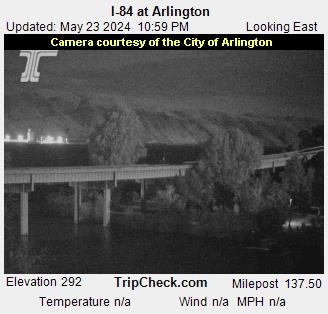 I-84 at Arlington
Updated: May 23 2024 10:59 PM Looking East
Camera courtesy of the City of Arlington
Elevation 292 TripCheck.com Milepost 137.50
Temperature n/a Wind n/a MPH n/a